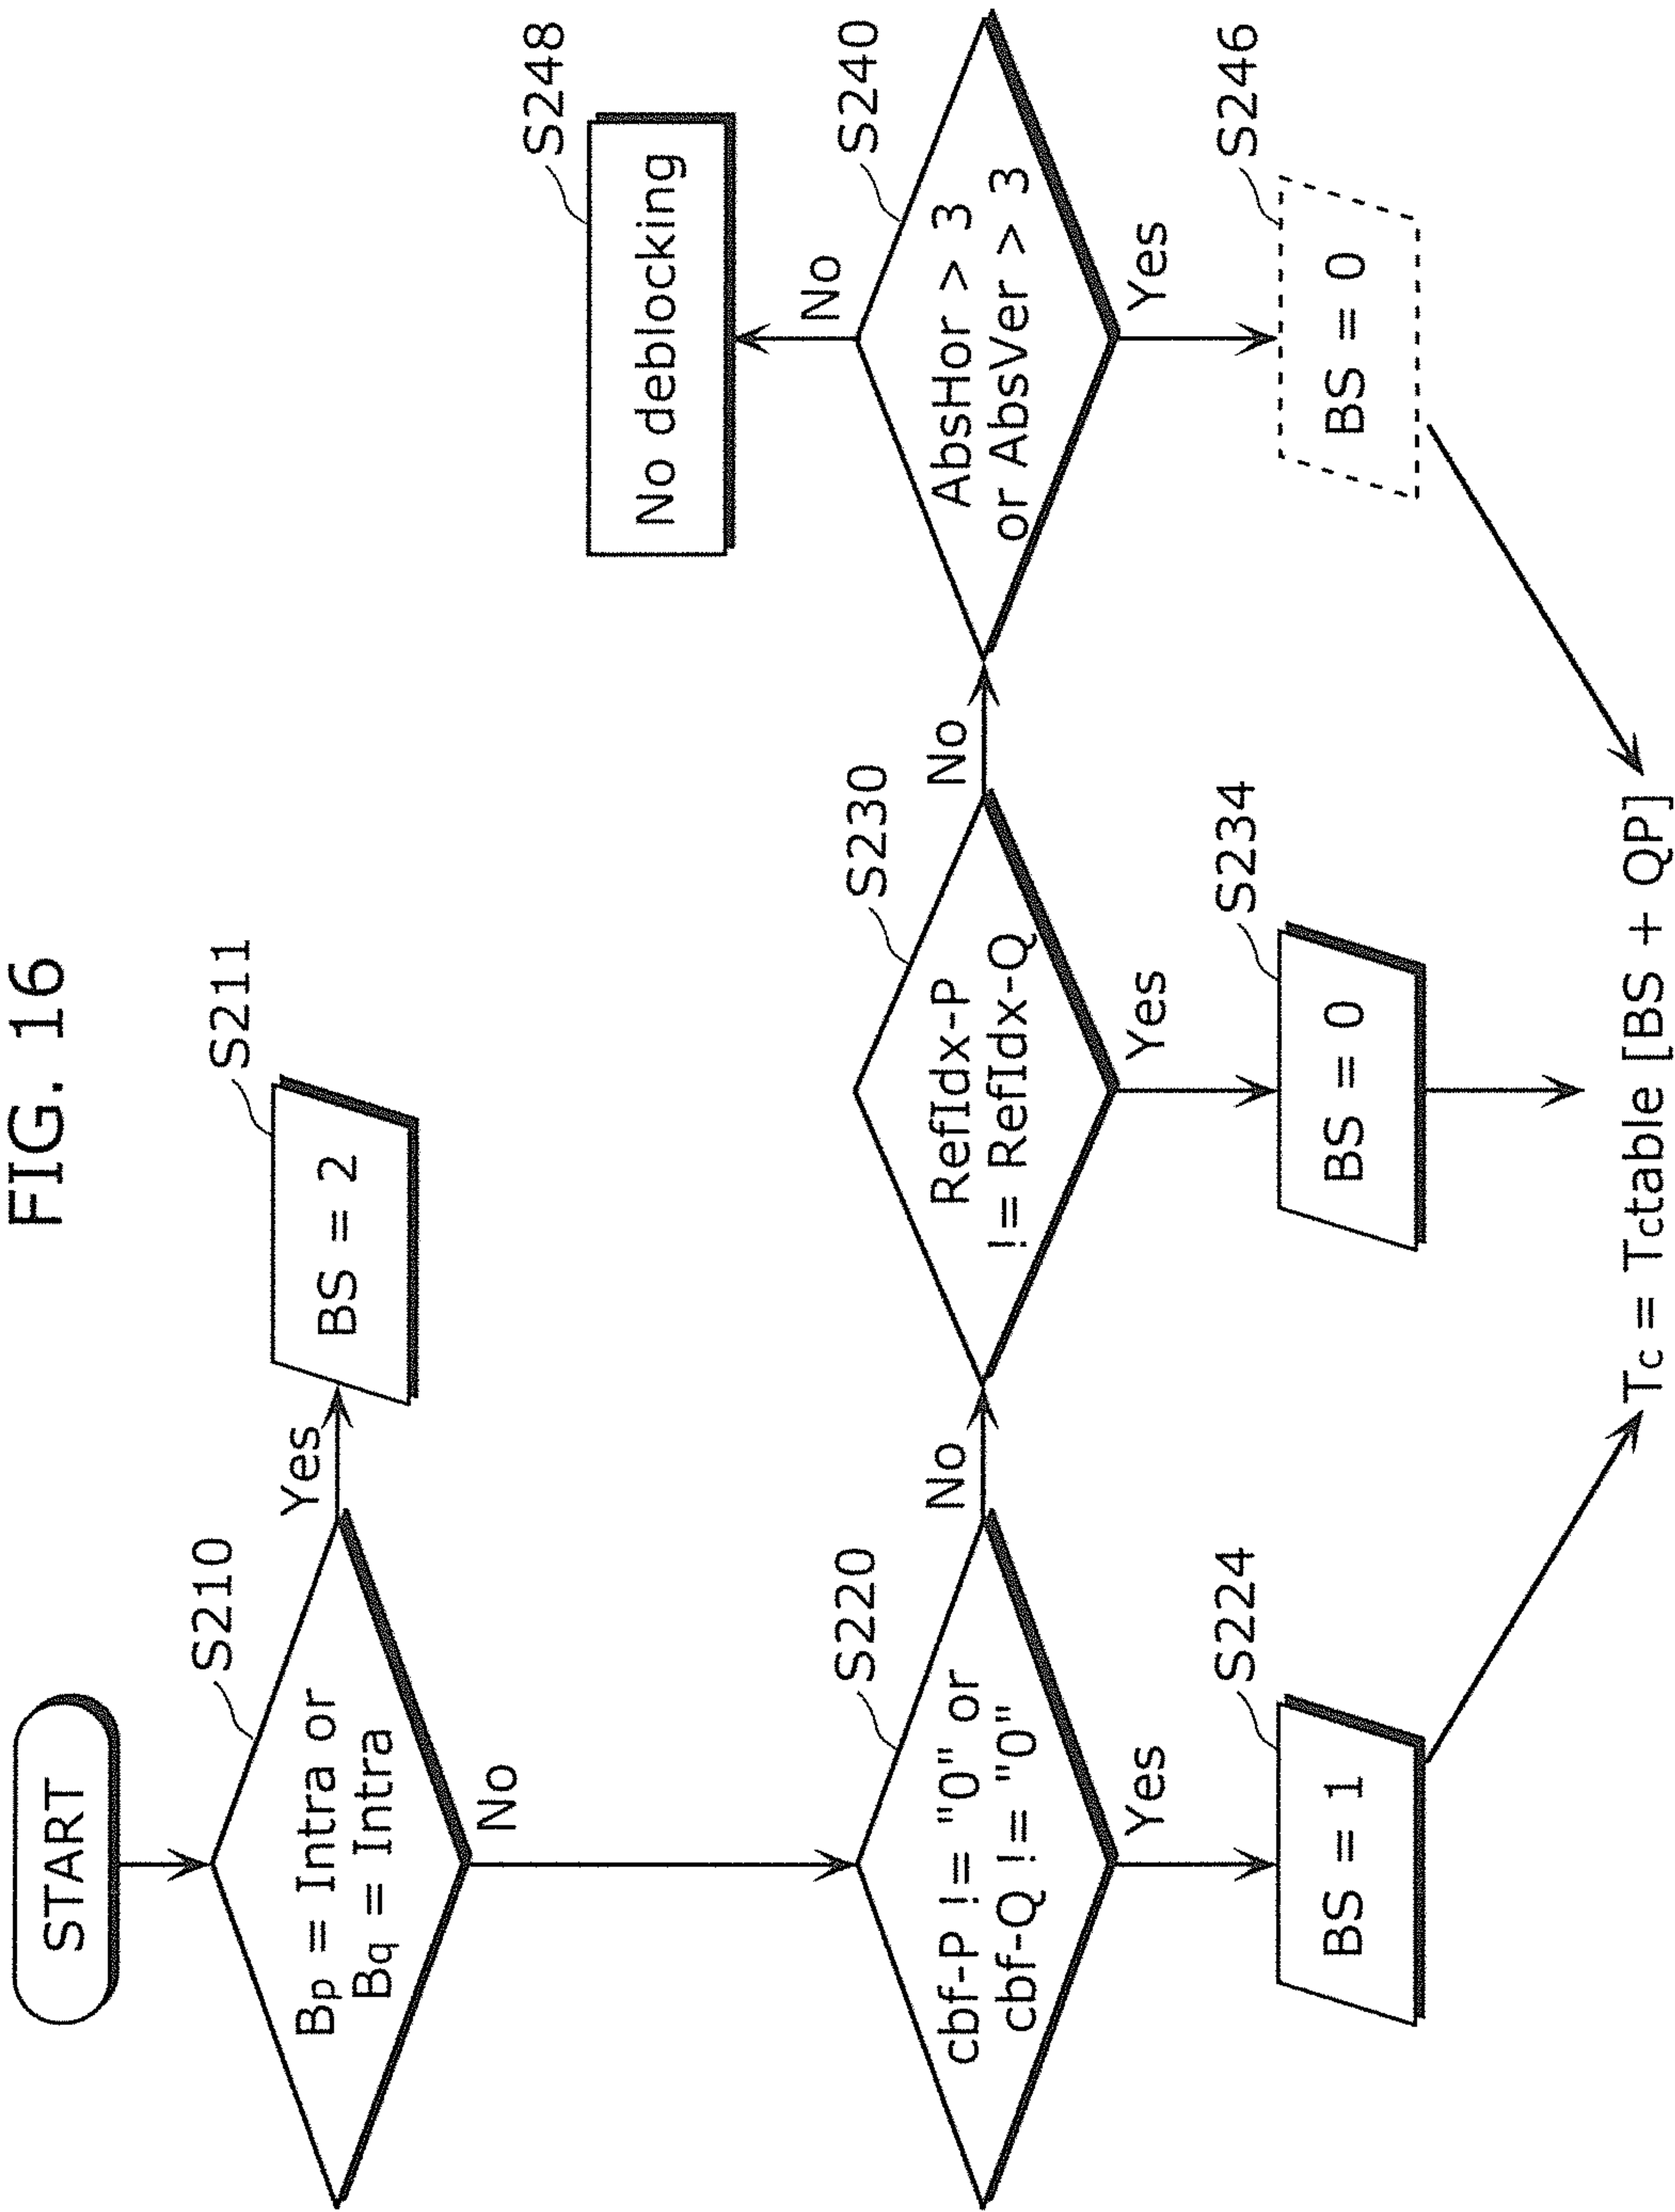 FIG. 16
START
S210
Bp = Intra or
Bq = Intra
Yes
S211
BS = 2
No
S220
cbf-P != "0" or
cbf-Q != "0"
No
S230
RefIdx-P
!= RefIdx-Q
No
S240
AbsHor > 3
or AbsVer > 3
No
S248
No deblocking
Yes
S224
BS = 1
Yes
S234
BS = 0
Yes
S246
BS = 0
Tc = Tctable [BS + QP]